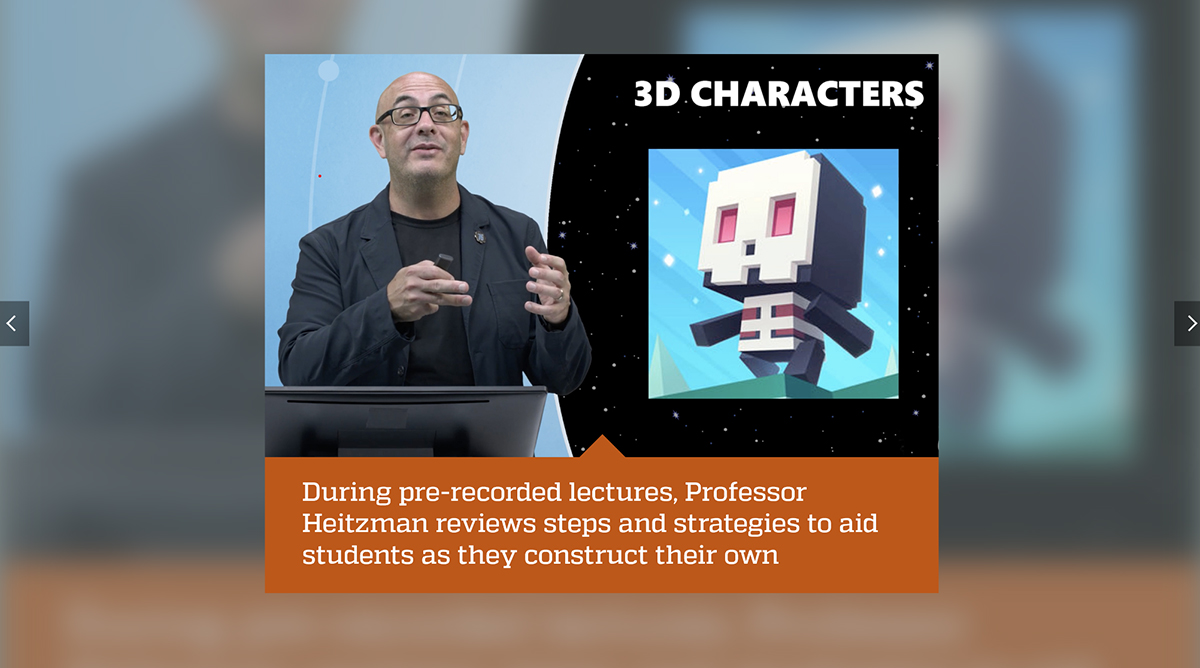 3D CHARACTERS
During pre-recorded lectures, Professor
Heitzman reviews steps and strategies to aid
students as they construct their own